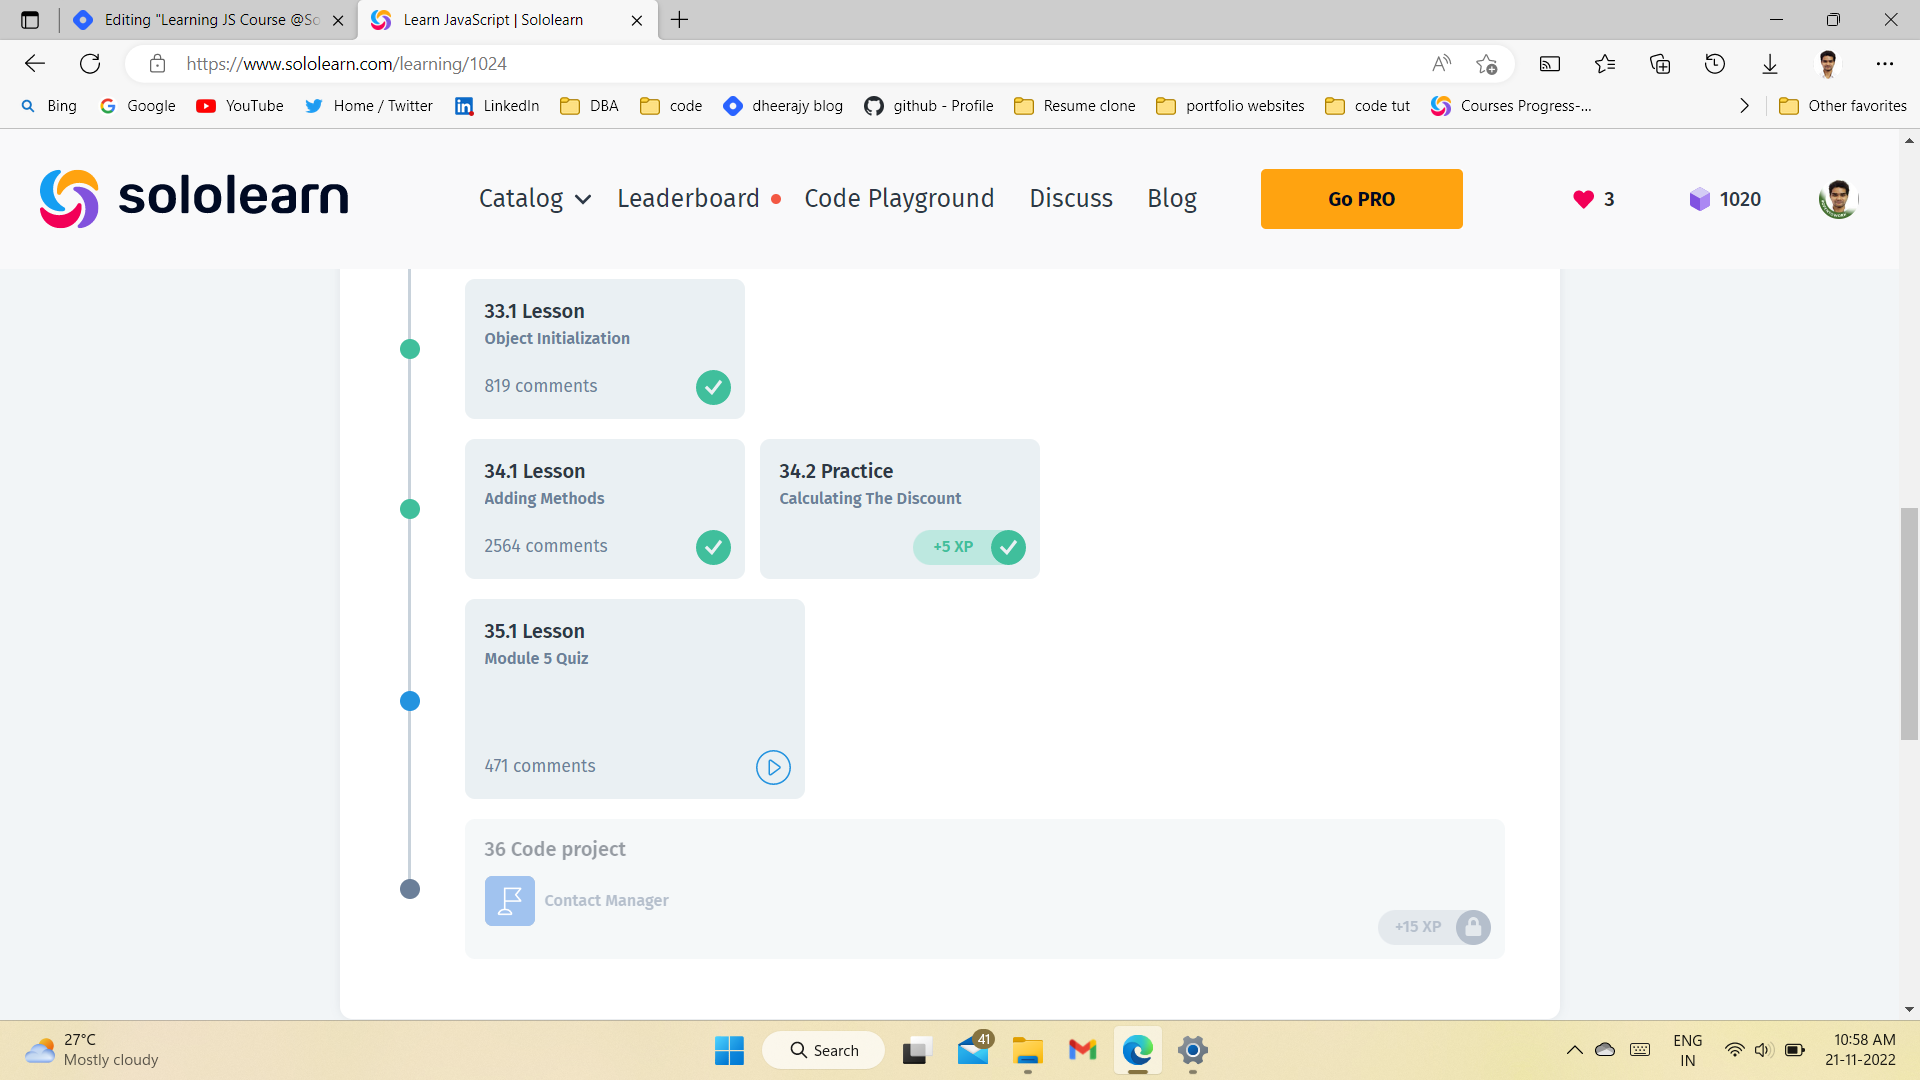 Editing "Learning JS Course @So
Learn JavaScript | Sololearn
https://www.sololearn.com/learning/1024
Bing
Google
YouTube
Home / Twitter
LinkedIn
DBA
code
dheerajy blog
github - Profile
Resume clone
portfolio websites
code tut
Courses Progress-...
Other favorites
sololearn
Catalog
Leaderboard
Code Playground
Discuss
Blog
Go PRO
3
1020
33.1 Lesson
Object Initialization
819 comments
34.1 Lesson
Adding Methods
2564 comments
34.2 Practice
Calculating The Discount
+5 XP
35.1 Lesson
Module 5 Quiz
471 comments
36 Code project
Contact Manager
+15 XP
27°C
Mostly cloudy
Search
41
ENG
IN
10:58 AM
21-11-2022